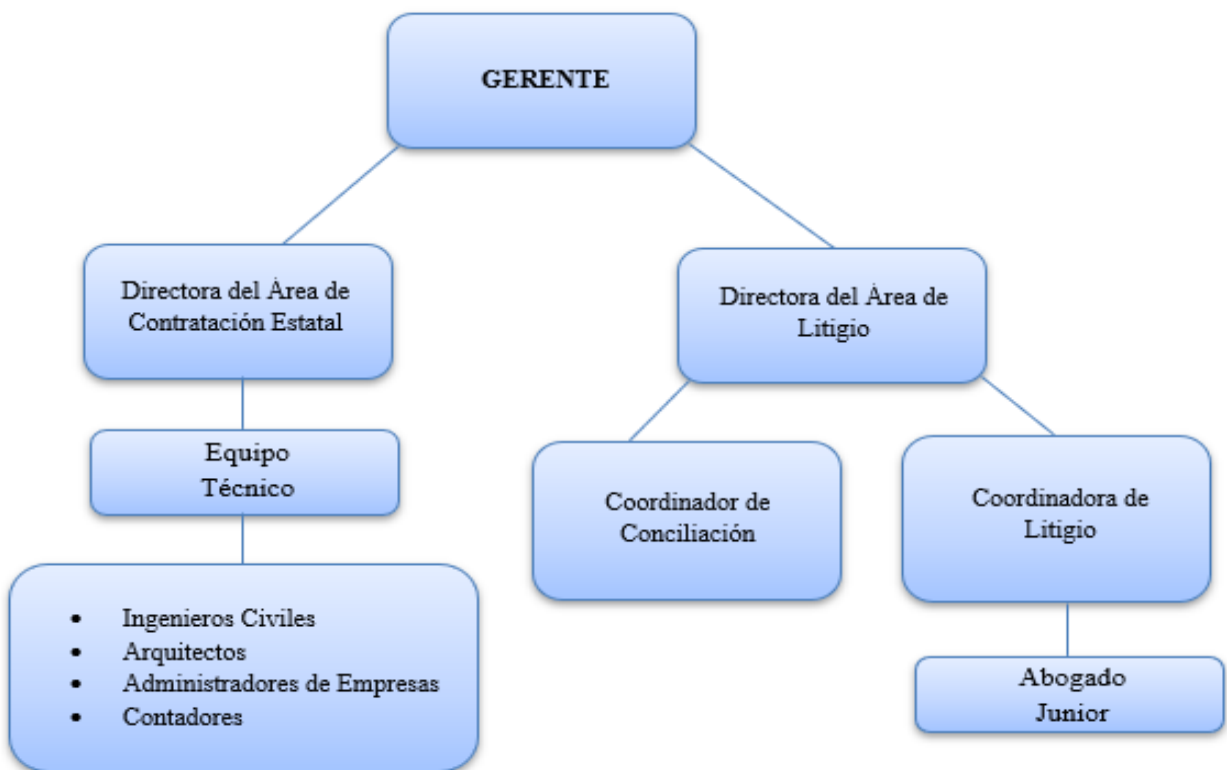 GERENTE
Directora del Área de
Contratación Estatal
Directora del Área de
Litigio
Equipo
Técnico
Coordinador de
Conciliación
Coordinadora de
Litigio
• Ingenieros Civiles
• Arquitectos
• Administradores de Empresas
• Contadores
Abogado
Junior